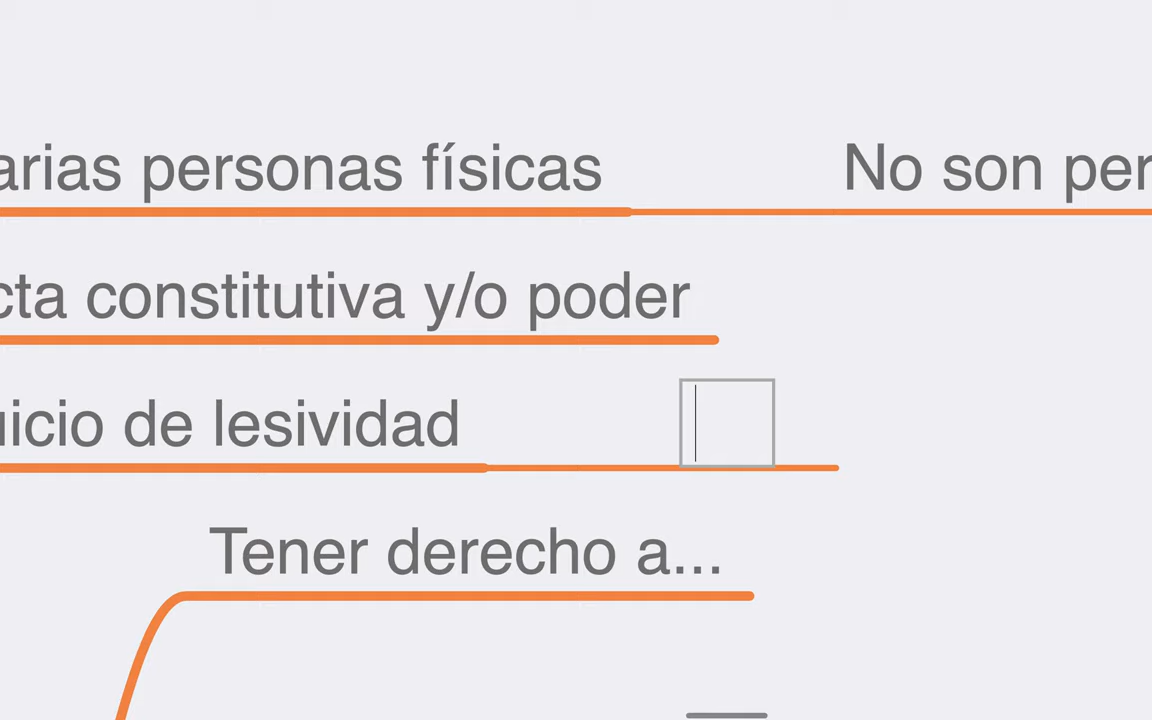 arias personas físicas No son per
cta constitutiva y/o poder
uicio de lesividad
Tener derecho a...